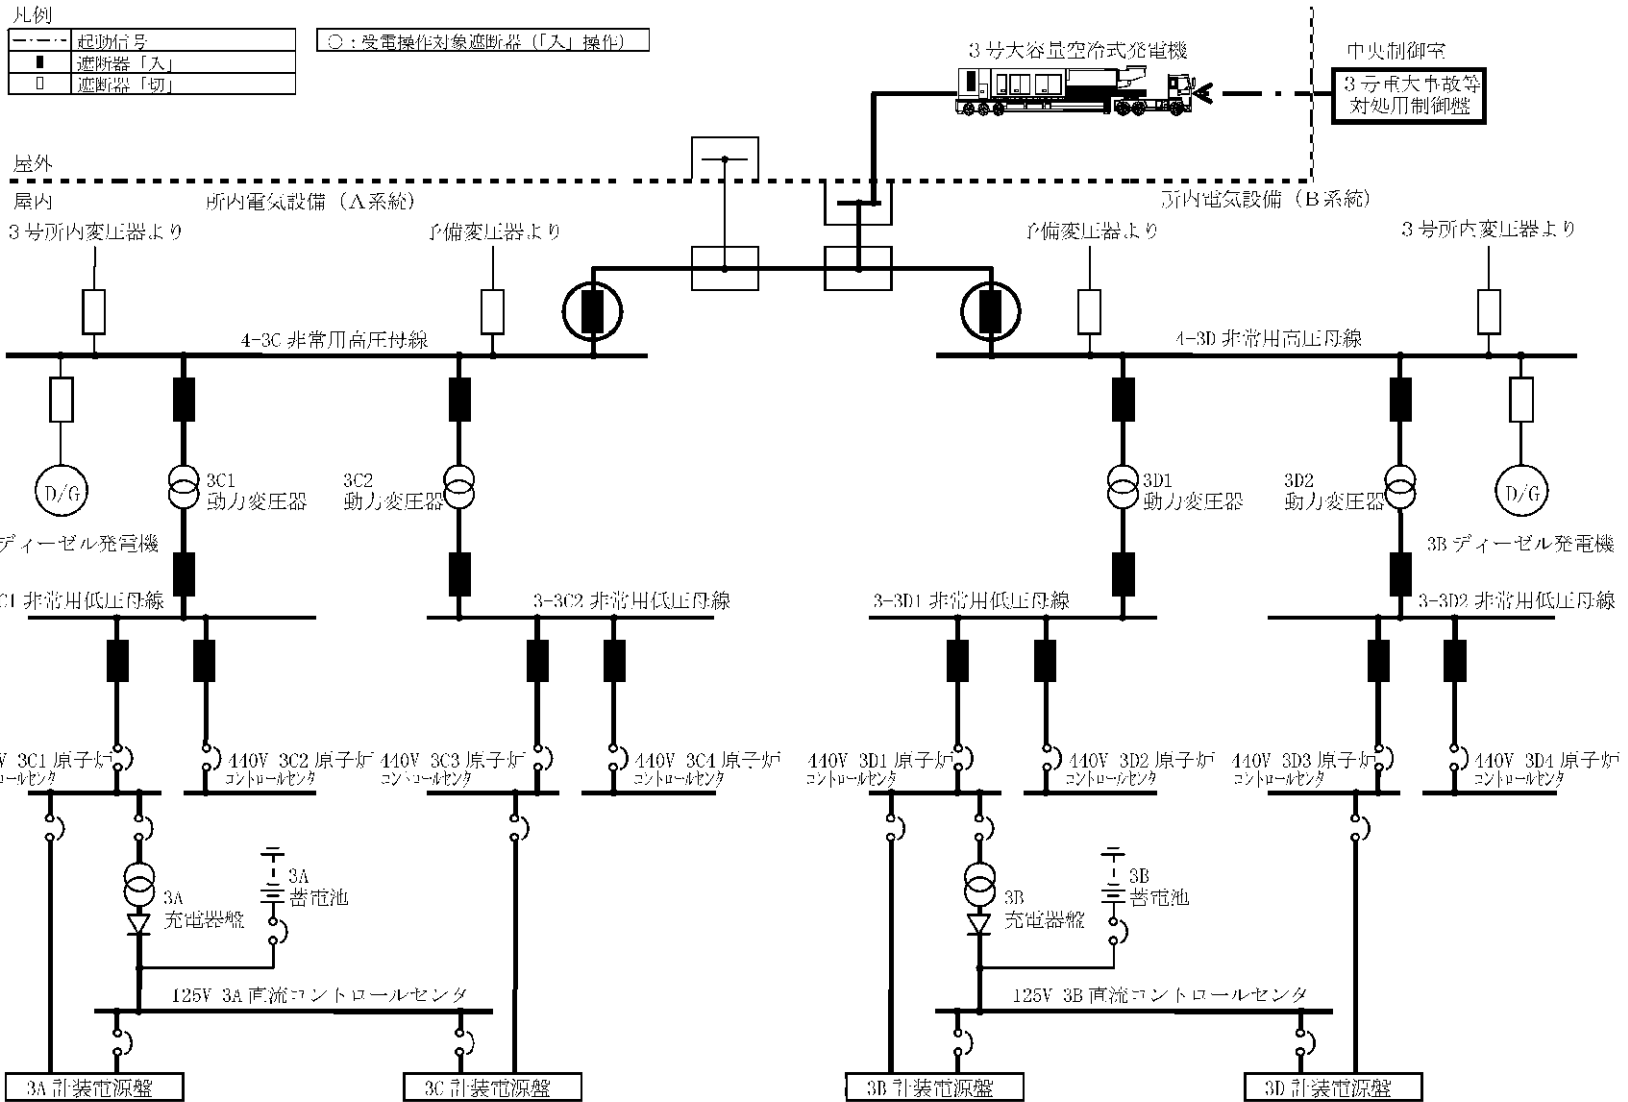 凡例
起動信号
遮断器「入」
遮断器「切」
○：受電操作対象遮断器（「入」操作）
3号大容量空冷式発電機
中央制御室
3号重大事故等
対処用制御盤
屋外
屋内
所内電気設備（A系統）
所内電気設備（B系統）
3号所内変圧器より
予備変圧器より
予備変圧器より
3号所内変圧器より
4-3C 非常用高圧母線
4-3D 非常用高圧母線
D/G
3C1
動力変圧器
3C2
動力変圧器
3D1
動力変圧器
3D2
動力変圧器
D/G
ディーゼル発電機
3B ディーゼル発電機
C1 非常用低圧母線
3-3C2 非常用低圧母線
3-3D1 非常用低圧母線
3-3D2 非常用低圧母線
V 3C1 原子炉
ロールセンタ
440V 3C2 原子炉
コントロールセンタ
440V 3C3 原子炉
コントロールセンタ
440V 3C4 原子炉
コントロールセンタ
440V 3D1 原子炉
コントロールセンタ
440V 3D2 原子炉
コントロールセンタ
440V 3D3 原子炉
コントロールセンタ
440V 3D4 原子炉
コントロールセンタ
3A
充電器盤
3A
蓄電池
3B
充電器盤
3B
蓄電池
125V 3A 直流コントロールセンタ
125V 3B 直流コントロールセンタ
3A 計装電源盤
3C 計装電源盤
3B 計装電源盤
3D 計装電源盤